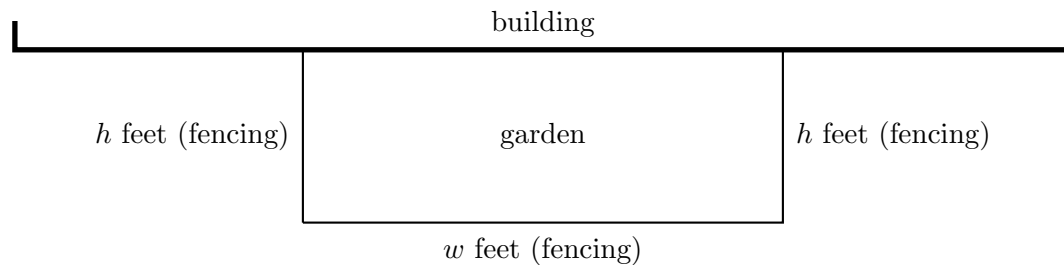 building
h feet (fencing)
garden
h feet (fencing)
w feet (fencing)